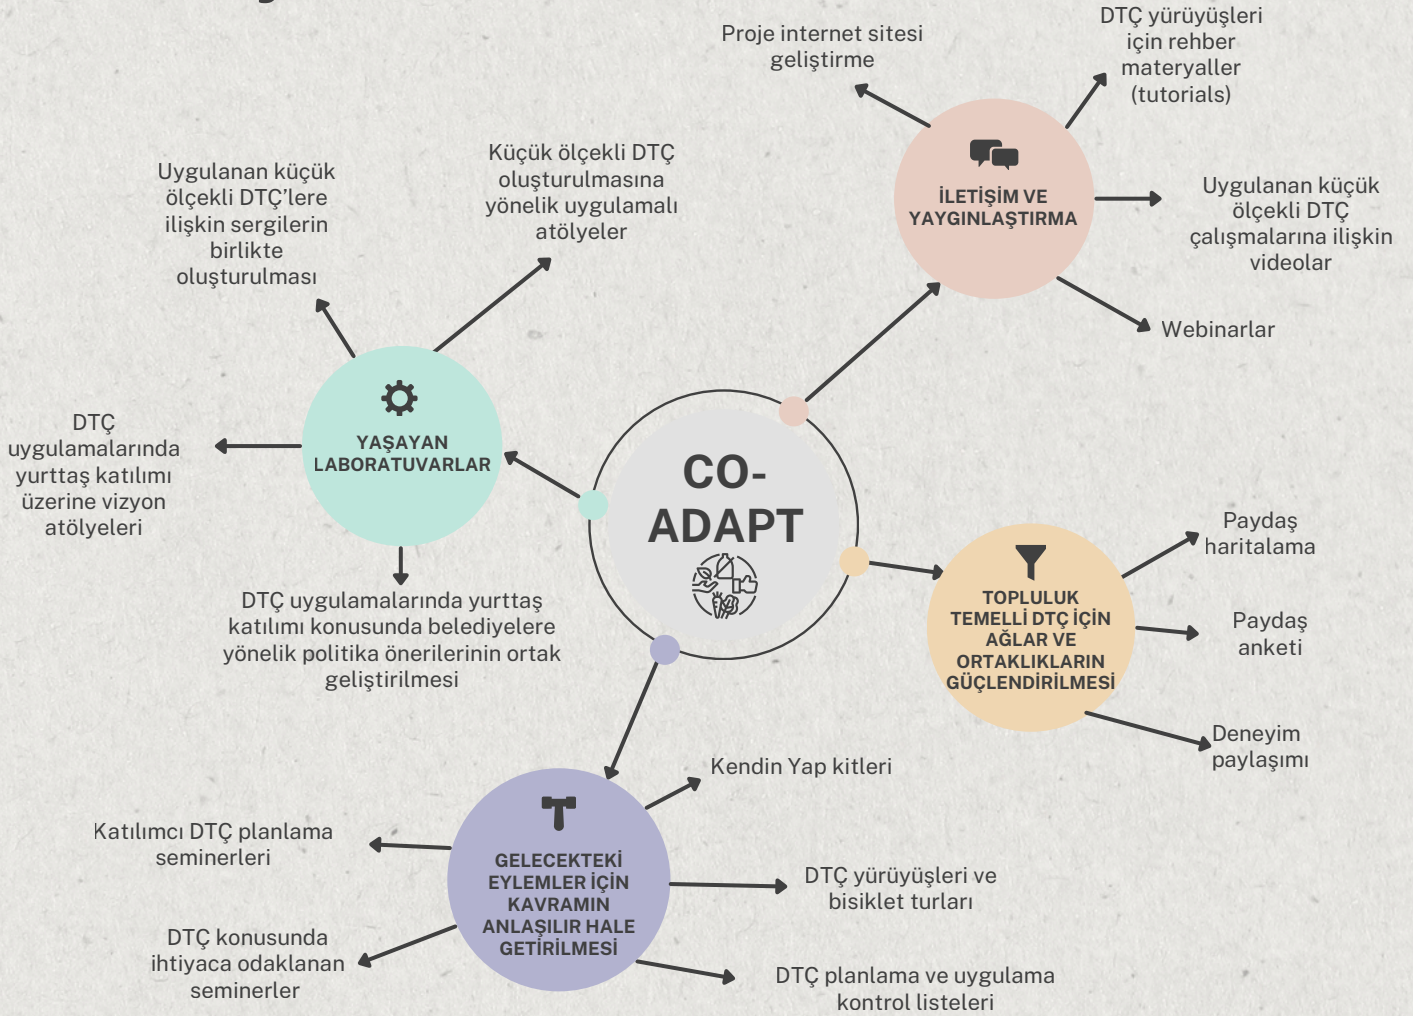 Proje internet sitesi
geliştirme
DTÇ yürüyüşleri
için rehber
materyaller
(tutorials)
İLETİŞİM VE
YAYGINLAŞTIRMA
Uygulanan küçük
ölçekli DTÇ
çalışmalarına ilişkin
videolar
Webinarlar
Uygulanan küçük
ölçekli DTÇ’lere
ilişkin sergilerin
birlikte
oluşturulması
Küçük ölçekli DTÇ
oluşturulmasına
yönelik uygulamalı
atölyeler
YAŞAYAN
LABORATUVARLAR
DTÇ
uygulamalarında
yurttaş katılımı
üzerine vizyon
atölyeleri
DTÇ uygulamalarında yurttaş
katılımı konusunda belediyelere
yönelik politika önerilerinin ortak
geliştirilmesi
CO-
ADAPT
TOPLULUK
TEMELLİ DTÇ İÇİN
AĞLAR VE
ORTAKLIKLARIN
GÜÇLENDİRİLMESİ
Paydaş
haritalama
Paydaş
anketi
Deneyim
paylaşımı
GELECEKTEKİ
EYLEMLER İÇİN
KAVRAMIN
ANLAŞILIR HALE
GETİRİLMESİ
Kendin Yap kitleri
Katılımcı DTÇ planlama
seminerleri
DTÇ yürüyüşleri ve
bisiklet turları
DTÇ konusunda
ihtiyaca odaklanan
seminerler
DTÇ planlama ve uygulama
kontrol listeleri